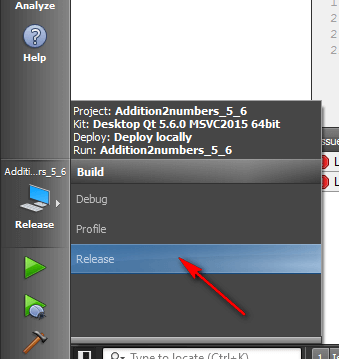 Analyze
Help
Project: Addition2numbers_5_6
Kit: Desktop Qt 5.6.0 MSVC2015 64bit
Deploy: Deploy locally
Run: Addition2numbers_5_6
Additi...rs_5_6
Build
Debug
Release
Profile
Release
Type to locate (Ctrl+K)
1